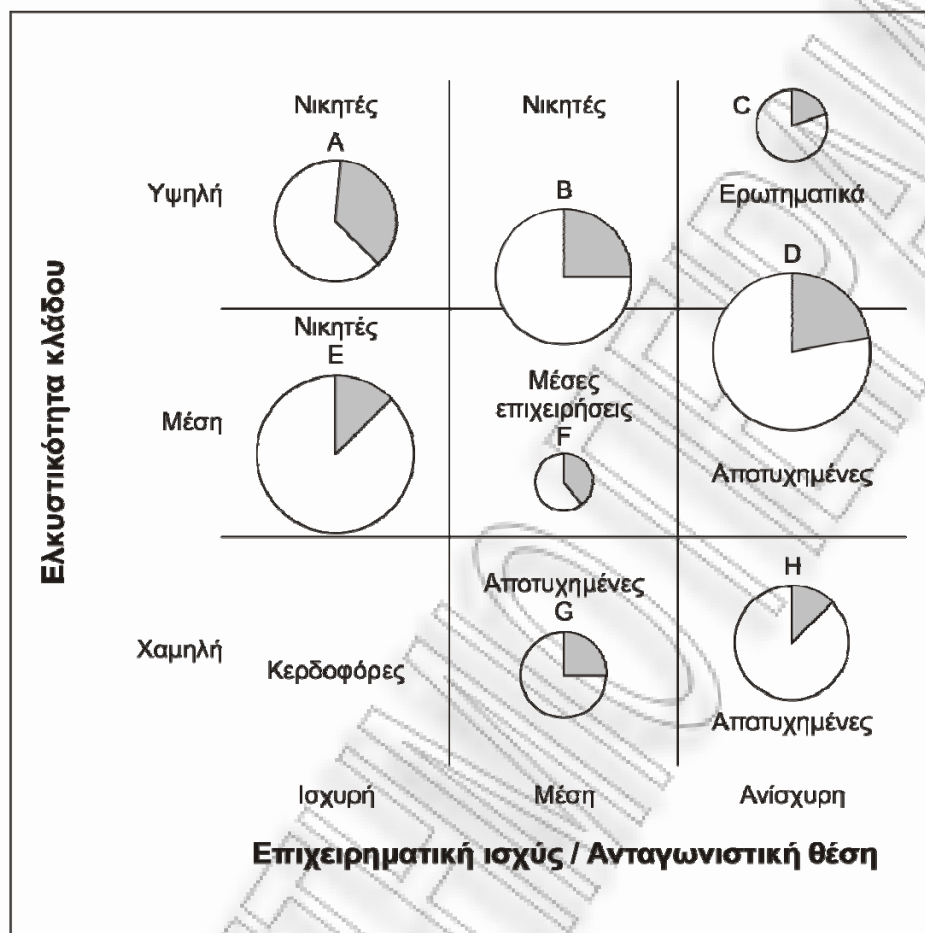 Νικητές
Νικητές
C
A
Υψηλή
B
Ερωτηματικά
D
Ελκυστικότητα κλάδου
Νικητές
E
Μέση
Μέσες
επιχειρήσεις
F
Αποτυχημένες
Αποτυχημένες
G
H
Χαμηλή
Κερδοφόρες
Αποτυχημένες
Ισχυρή
Μέση
Ανίσχυρη
Επιχειρηματική ισχύς / Ανταγωνιστική θέση